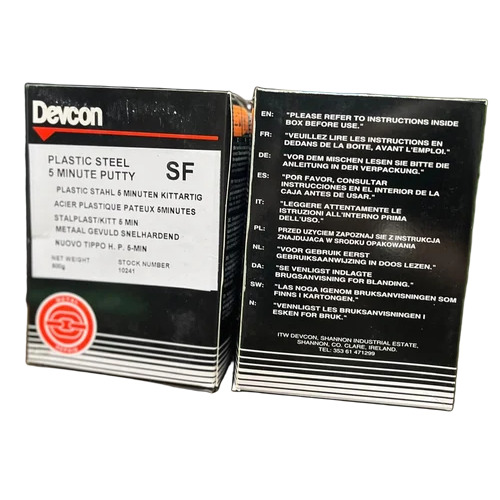 Devcon
PLASTIC STEEL
5 MINUTE PUTTY SF
PLASTIC STAHL 5 MINUTEN KITTARTIG
ACIER PLASTIQUE PATEUX 5MINUTES
STALPLASTIKITT 5 MIN
METAAL GEVULD SNELHARDEND
NUOVO TIPPO H. P. 5-MIN
NET WEIGHT STOCK NUMBER
500g 10241
EN: "PLEASE REFER TO INSTRUCTIONS INSIDE
BOX BEFORE USE."
FR: "VEUILLEZ LIRE LES INSTRUCTIONS EN
DEDANS DE LA BOITE, AVANT L'EMPLOI."
DE: "VOR DEM MISCHEN LESEN SIE BITTE DIE
ANLEITUNG IN DER VERPACKUNG."
ES: "POR FAVOR, CONSULTAR
INSTRUCCIONES EN EL INTERIOR DE LA
CAJA ANTES DE USAR."
IT: "LEGGERE ATTENTAMENTE LE
ISTRUZIONI ALL'INTERNO PRIMA
DELL'USO."
PL: PRZED UZYCIEM ZAPOZNAJ SIE Z INSTRUKCJA
ZNAJDUJACA W SRODKU OPAKOWANIA
NL: "VOOR GEBRUIK EERST
GEBRUIKSAANWIJZING IN DOOS LEZEN."
DA: "SE VENLIGST INDLAGTE
BRUGSANVISNING FOR BLANDING."
SW: "LAS NOGA IGENOM BRUKSANVISNINGEN SOM
FINNS I KARTONGEN."
N: "VENNLIGST LES BRUKSANVISNINGEN I
ESKEN FOR BRUK."
ITW DEVCON, SHANNON INDUSTRIAL ESTATE,
SHANNON, CO. CLARE, IRELAND.
TEL: 353 61 471299